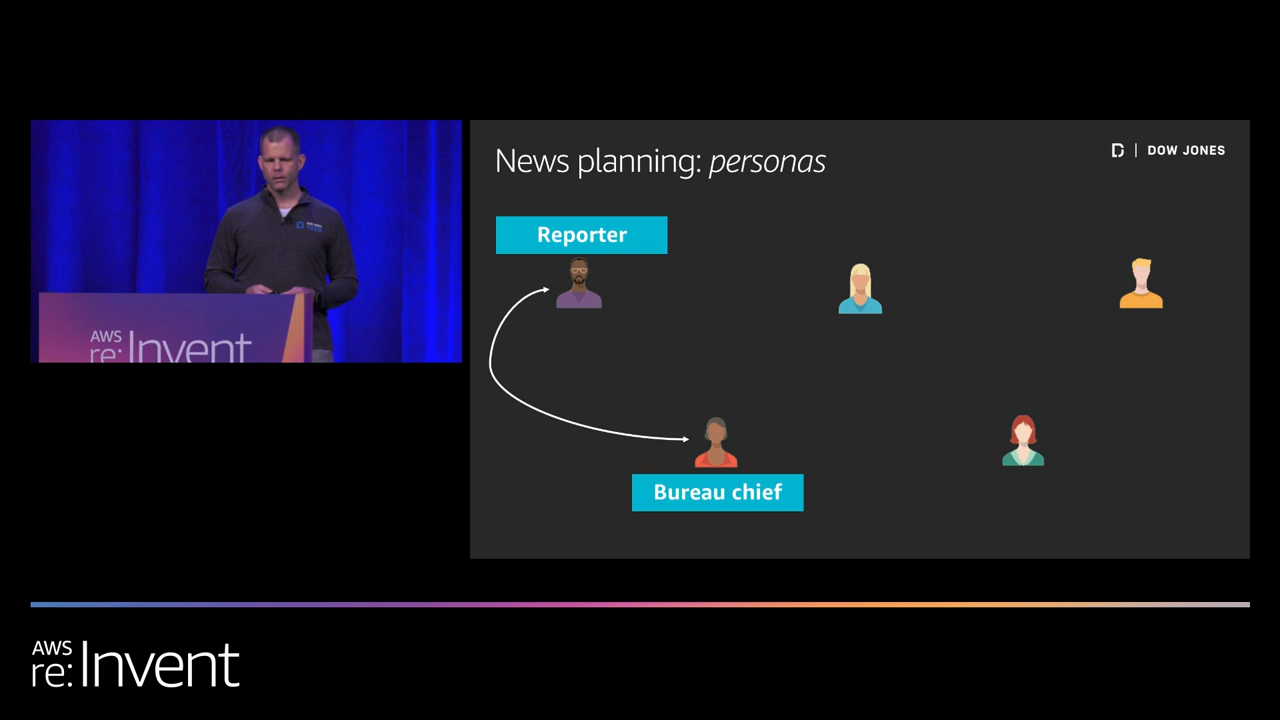 News planning: personas
DOW JONES
Reporter
Bureau chief
AWS
re:Invent
AWS
re:Invent